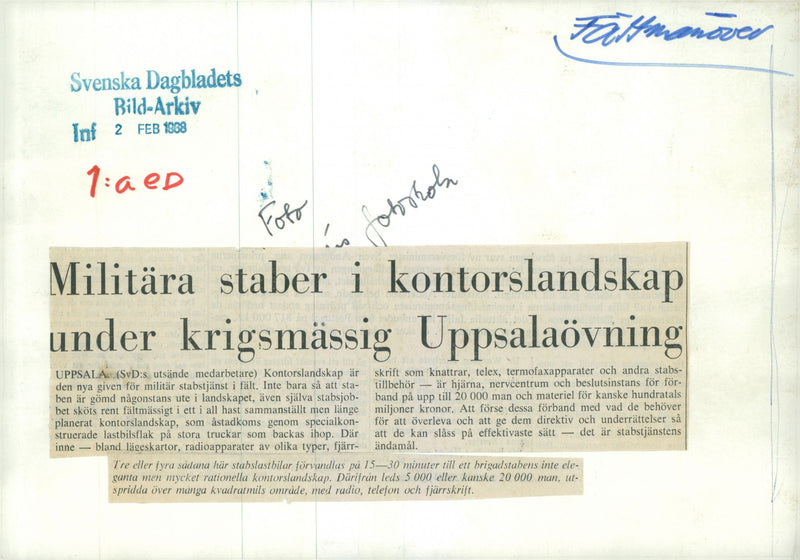 Fältmanöver
Svenska Dagbladets
Bild-Arkiv
Inf 2 FEB 1968
1:a ED
Foto
fotoskola
Militära staber i kontorslandskap
under krigsmässig Uppsalaövning
UPPSALA (SvD:s utsände medarbetare) Kontorslandskap är
den nya given för militär stabstjänst i fält. Inte bara så att sta-
ben är gömd någonstans ute i landskapet, även själva stabsjob-
bet sköts rent fältmässigt i ett i all hast sammanställt men länge
planerat kontorslandskap, som åstadkoms genom specialkon-
struerade lastbilsflak på stora truckar som backas ihop. Där
inne — bland lägeskartor, radioapparater av olika typer, fjärr-
skrift som knattrar, telex, termofaxapparater och andra stabs-
tillbehör — är hjärna, nervcentrum och beslutsinstans för för-
band på upp till 20 000 man och materiel för kanske hundratals
miljoner kronor. Att förse dessa förband med vad de behöver
för att överleva och att ge dem direktiv och underrättelser så
att de kan slåss på effektivaste sätt — det är stabstjänstens
ändamål.
Tre eller fyra sådana här stabslastbilar förvandlas på 15—30 minuter till ett brigadstabens inte ele-
ganta men mycket rationella kontorslandskap. Därifrån leds 5 000 eller kanske 20 000 man, ut-
spridda över många kvadratmils område, med radio, telefon och fjärrskrift.